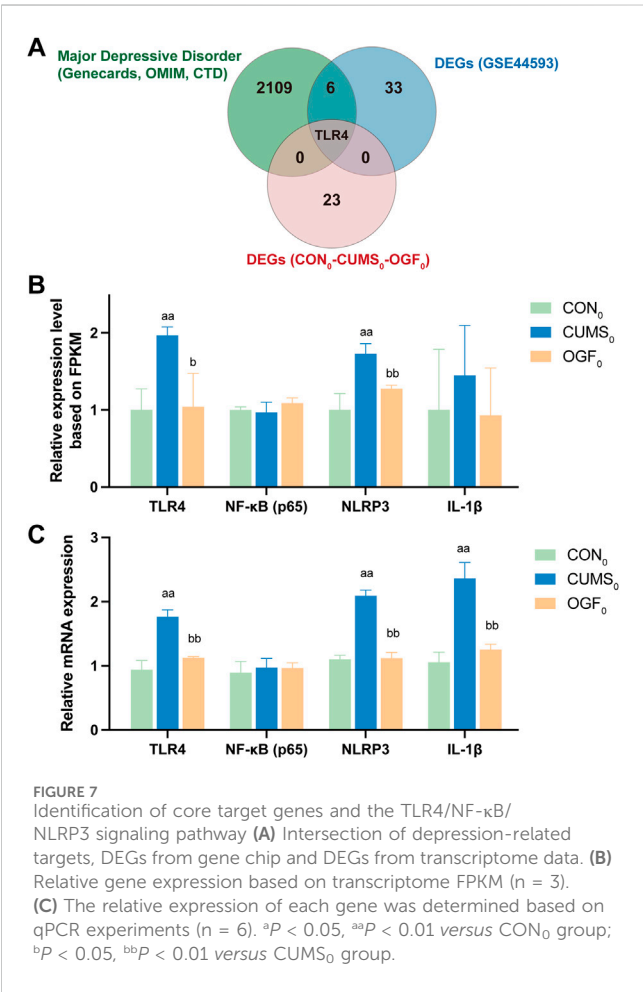 A
Major Depressive Disorder
(Genecards, OMIM, CTD)
DEGs (GSE44593)
2109
6
33
TLR4
0
0
23
DEGs (CON₀-CUMS₀-OGF₀)
B
Relative expression level
based on FPKM
2
1
0
aa
b
aa
bb
CON₀
CUMS₀
OGF₀
TLR4
NF-κB (p65)
NLRP3
IL-1β
C
Relative mRNA expression
3
2
1
0
aa
bb
aa
bb
aa
bb
CON₀
CUMS₀
OGF₀
TLR4
NF-κB (p65)
NLRP3
IL-1β
FIGURE 7
Identification of core target genes and the TLR4/NF-κB/
NLRP3 signaling pathway (A) Intersection of depression-related
targets, DEGs from gene chip and DEGs from transcriptome data. (B)
Relative gene expression based on transcriptome FPKM (n = 3).
(C) The relative expression of each gene was determined based on
qPCR experiments (n = 6). ᵃP < 0.05, ᵃᵃP < 0.01 versus CON₀ group;
ᵇP < 0.05, ᵇᵇP < 0.01 versus CUMS₀ group.